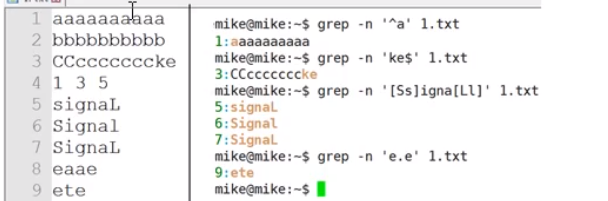 1 aaaaaaaaaa
2 bbbbbbbbbb
3 CCcccccccke
4 1 3 5
5 signaL
6 Signal
7 SignaL
8 eaae
9 ete
mike@mike:~$ grep -n '^a' 1.txt
1:aaaaaaaaaa
mike@mike:~$ grep -n 'ke$' 1.txt
3:CCcccccccke
mike@mike:~$ grep -n '[Ss]igna[Ll]' 1.txt
5:signaL
6:Signal
7:SignaL
mike@mike:~$ grep -n 'e.e' 1.txt
9:ete
mike@mike:~$